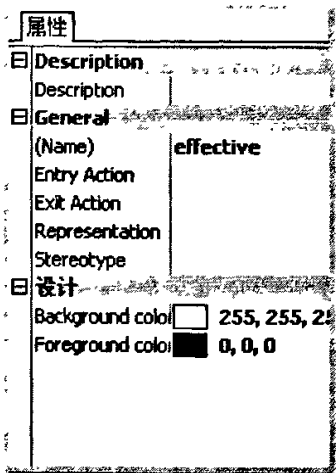 属性
Description
Description
General
(Name) effective
Entry Action
Exit Action
Representation
Stereotype
设计
Background colo 255, 255, 2
Foreground colo 0, 0, 0